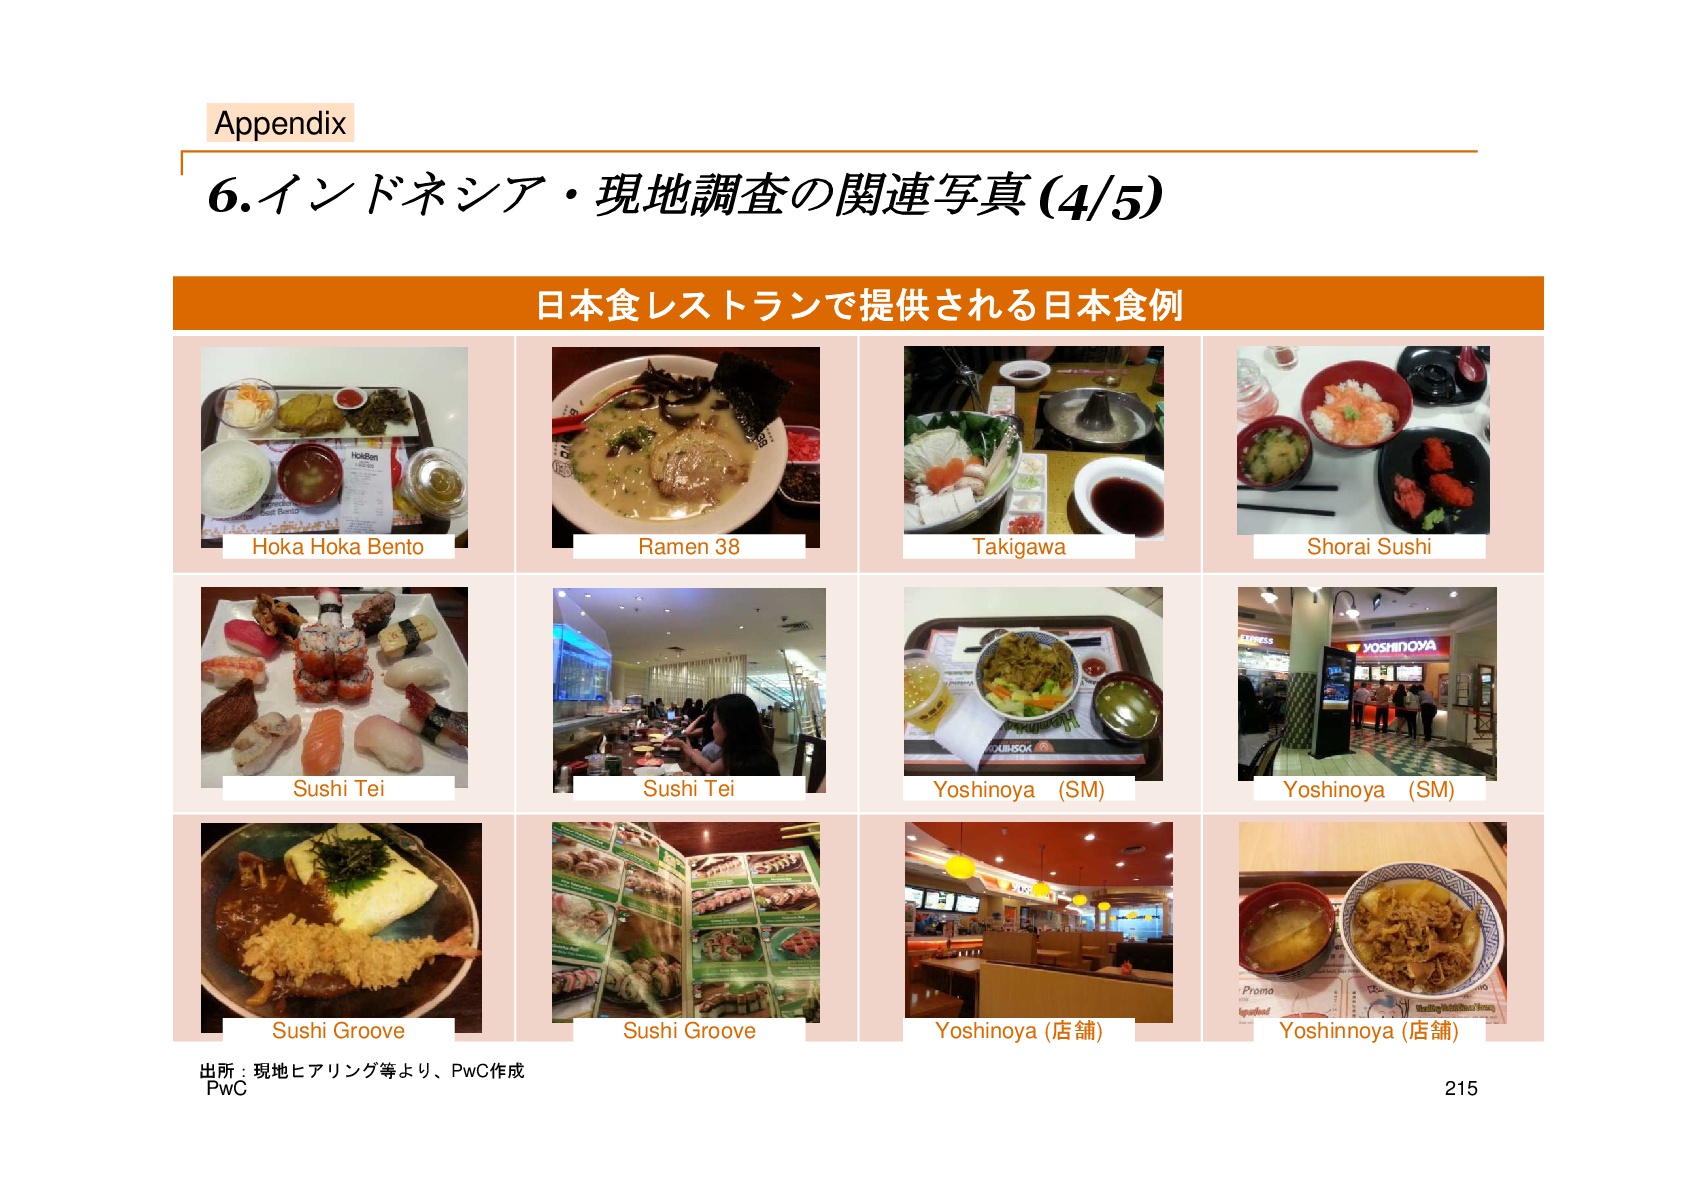 Appendix
6.インドネシア・現地調査の関連写真(4/5)
日本食レストランで提供される日本食例
HokBen
Hoka Hoka Bento
Ramen 38
Takigawa
Shorai Sushi
EXPRESS
YOSHINOYA
Sushi Tei
Sushi Tei
Yoshinoya (SM)
Yoshinoya (SM)
Promo
Sushi Groove
Sushi Groove
Yoshinoya (店舗)
Yoshinnoya (店舗)
出所：現地ヒアリング等より、PwC作成
PwC
215